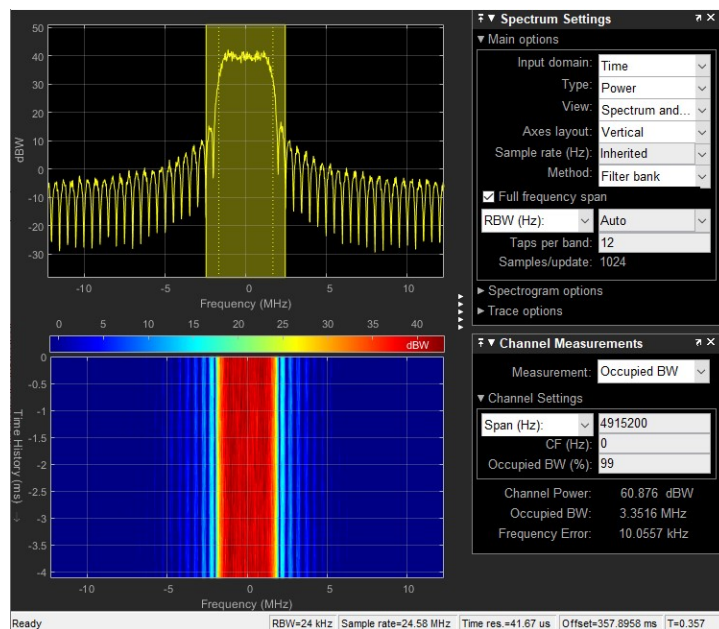 50
40
30
20
10
0
-10
-20
-30
dBW
-10 -5 0 5 10
Frequency (MHz)
0 5 10 15 20 25 30 35 40
dBW
0
-0.5
-1
-1.5
-2
-2.5
-3
-3.5
-4
Time History (ms) →
-10 -5 0 5 10
Frequency (MHz)
Spectrum Settings
Main options
Input domain: Time
Type: Power
View: Spectrum and...
Axes layout: Vertical
Sample rate (Hz): Inherited
Method: Filter bank
Full frequency span
RBW (Hz): Auto
Taps per band: 12
Samples/update: 1024
Spectrogram options
Trace options
Channel Measurements
Measurement: Occupied BW
Channel Settings
Span (Hz): 4915200
CF (Hz): 0
Occupied BW (%): 99
Channel Power: 60.876 dBW
Occupied BW: 3.3516 MHz
Frequency Error: 10.0557 kHz
Ready RBW=24 kHz Sample rate=24.58 MHz Time res.=41.67 us Offset=357.8958 ms T=0.357